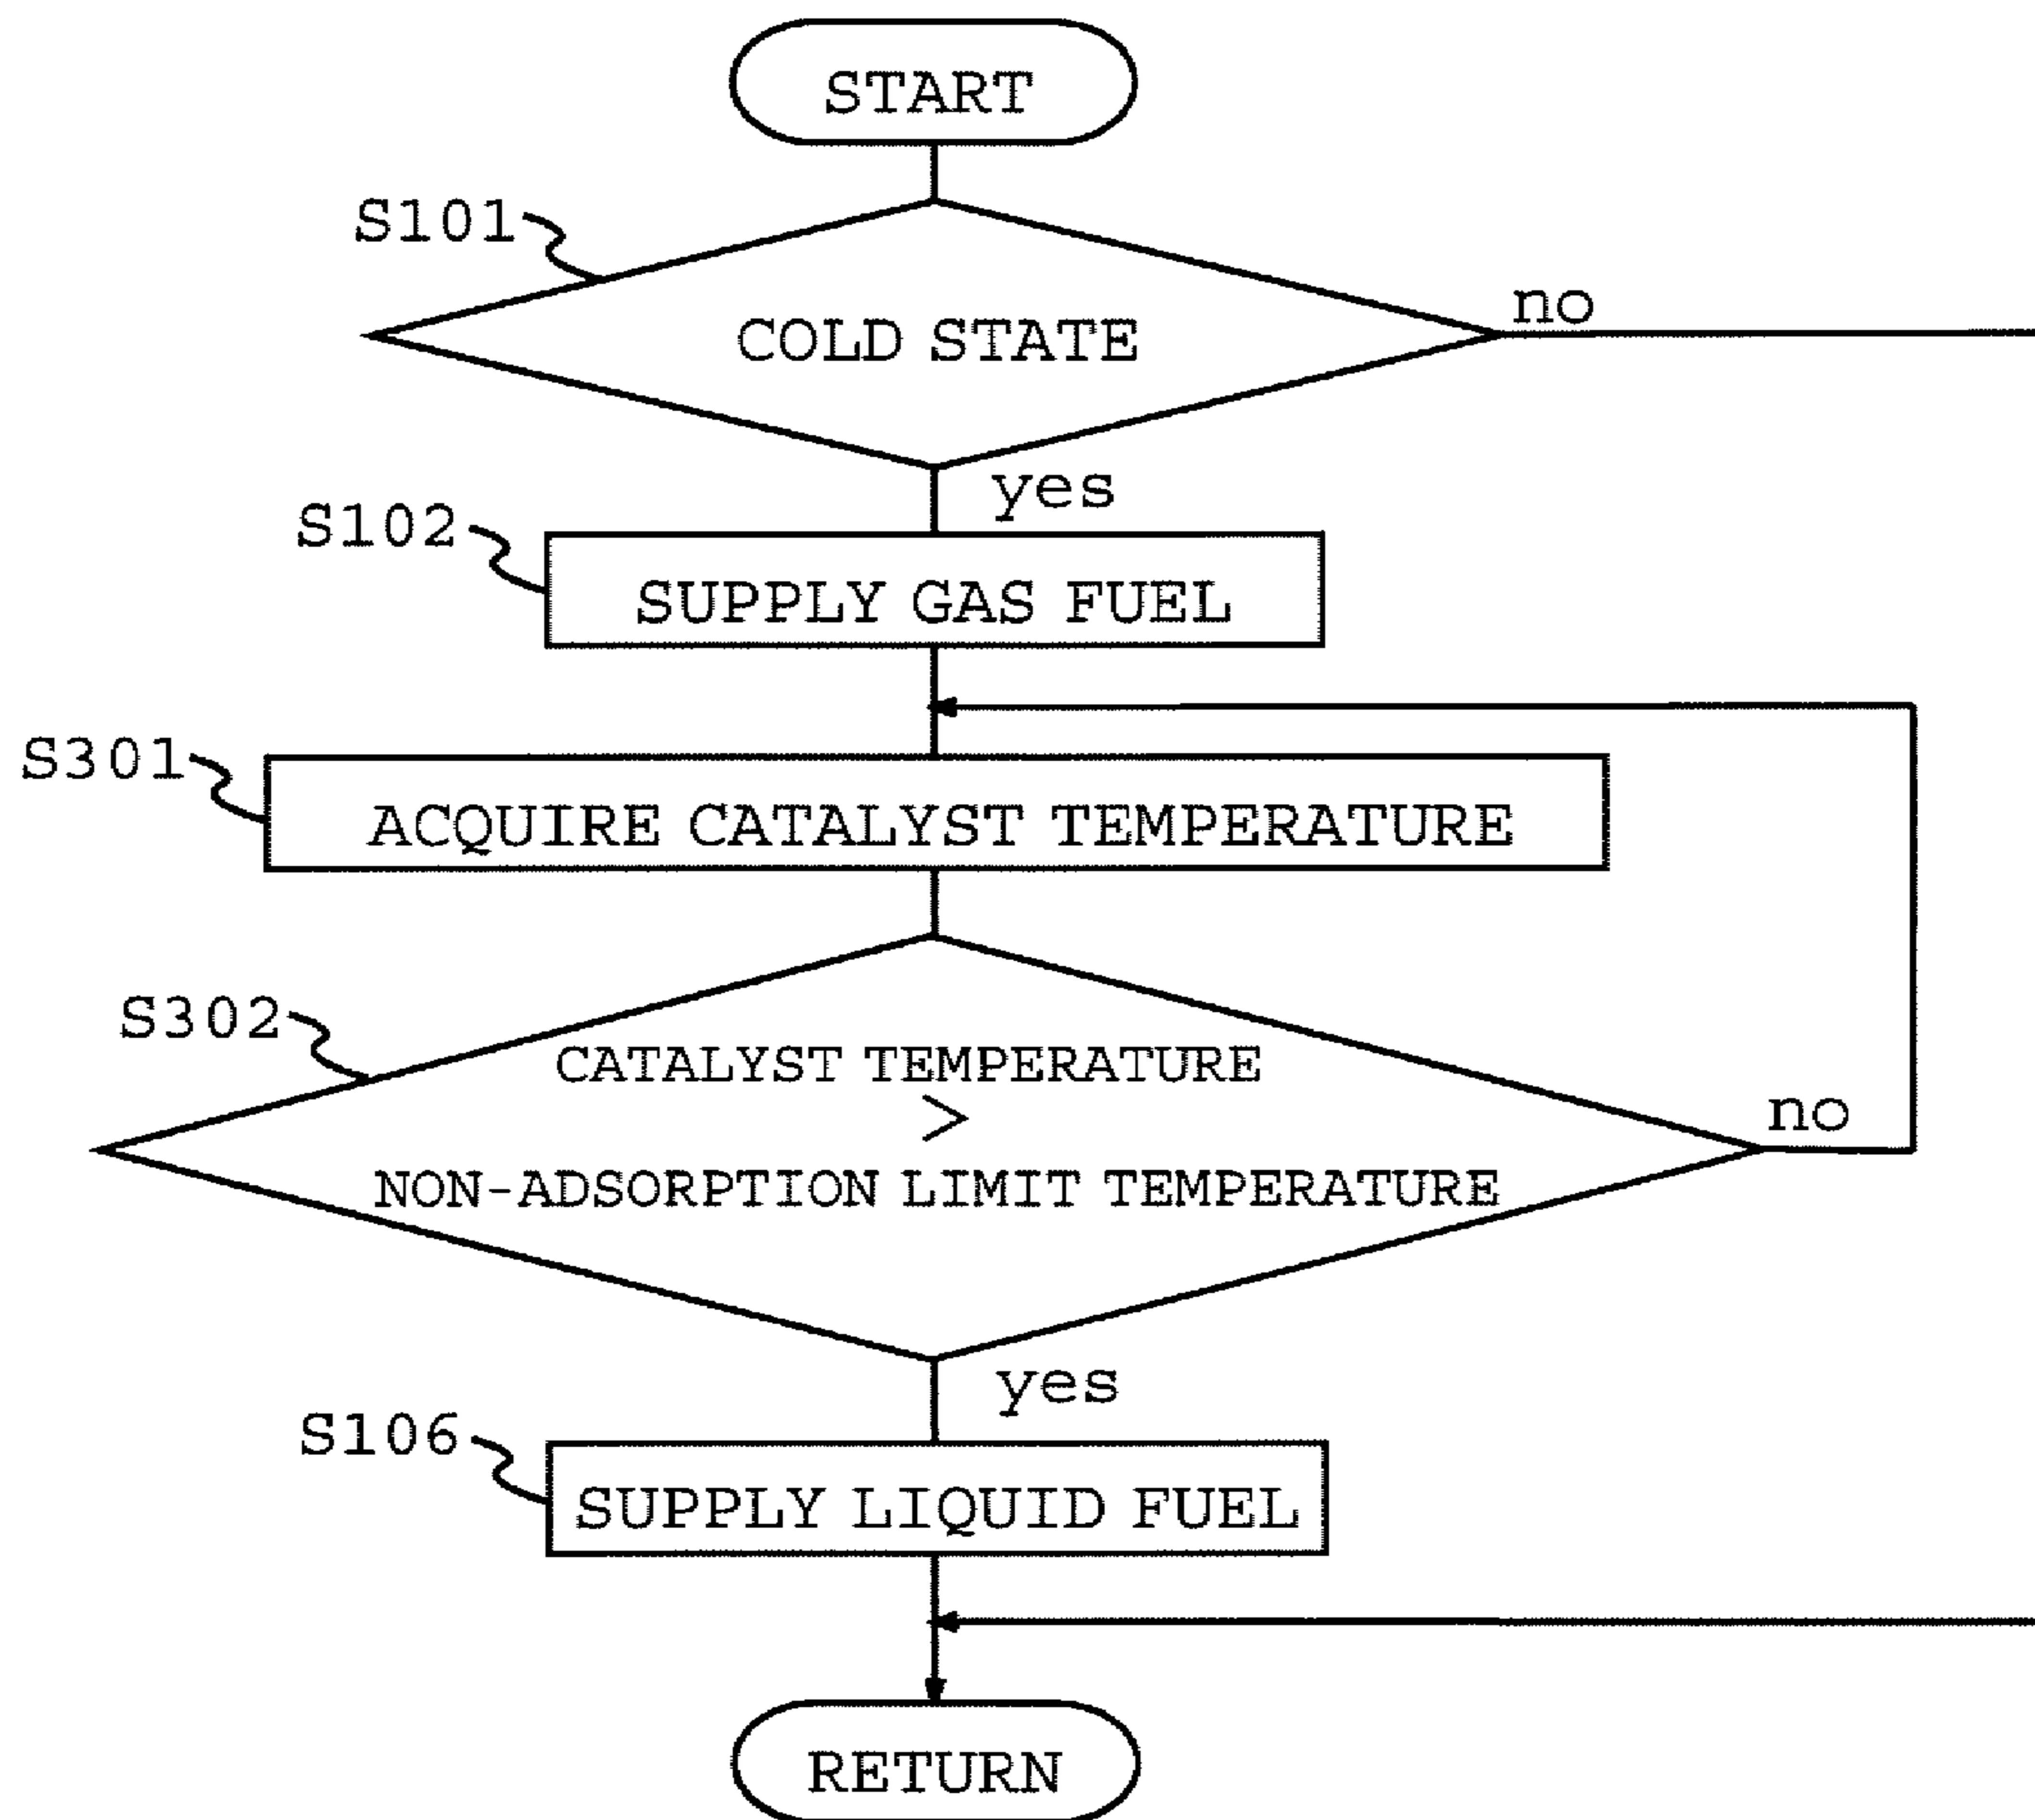 START
S101
COLD STATE
no
yes
S102
SUPPLY GAS FUEL
S301
ACQUIRE CATALYST TEMPERATURE
S302
CATALYST TEMPERATURE
>
NON-ADSORPTION LIMIT TEMPERATURE
no
yes
S106
SUPPLY LIQUID FUEL
RETURN